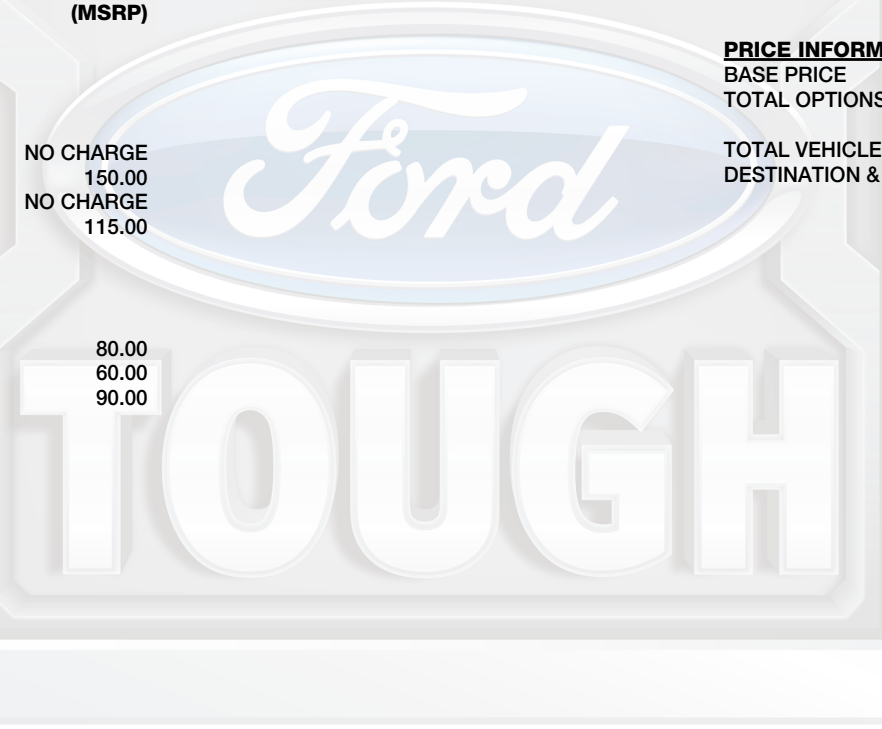 (MSRP)
NO CHARGE
150.00
NO CHARGE
115.00
80.00
60.00
90.00
PRICE INFORM
BASE PRICE
TOTAL OPTIONS
TOTAL VEHICLE
DESTINATION &
Ford
TOUGH